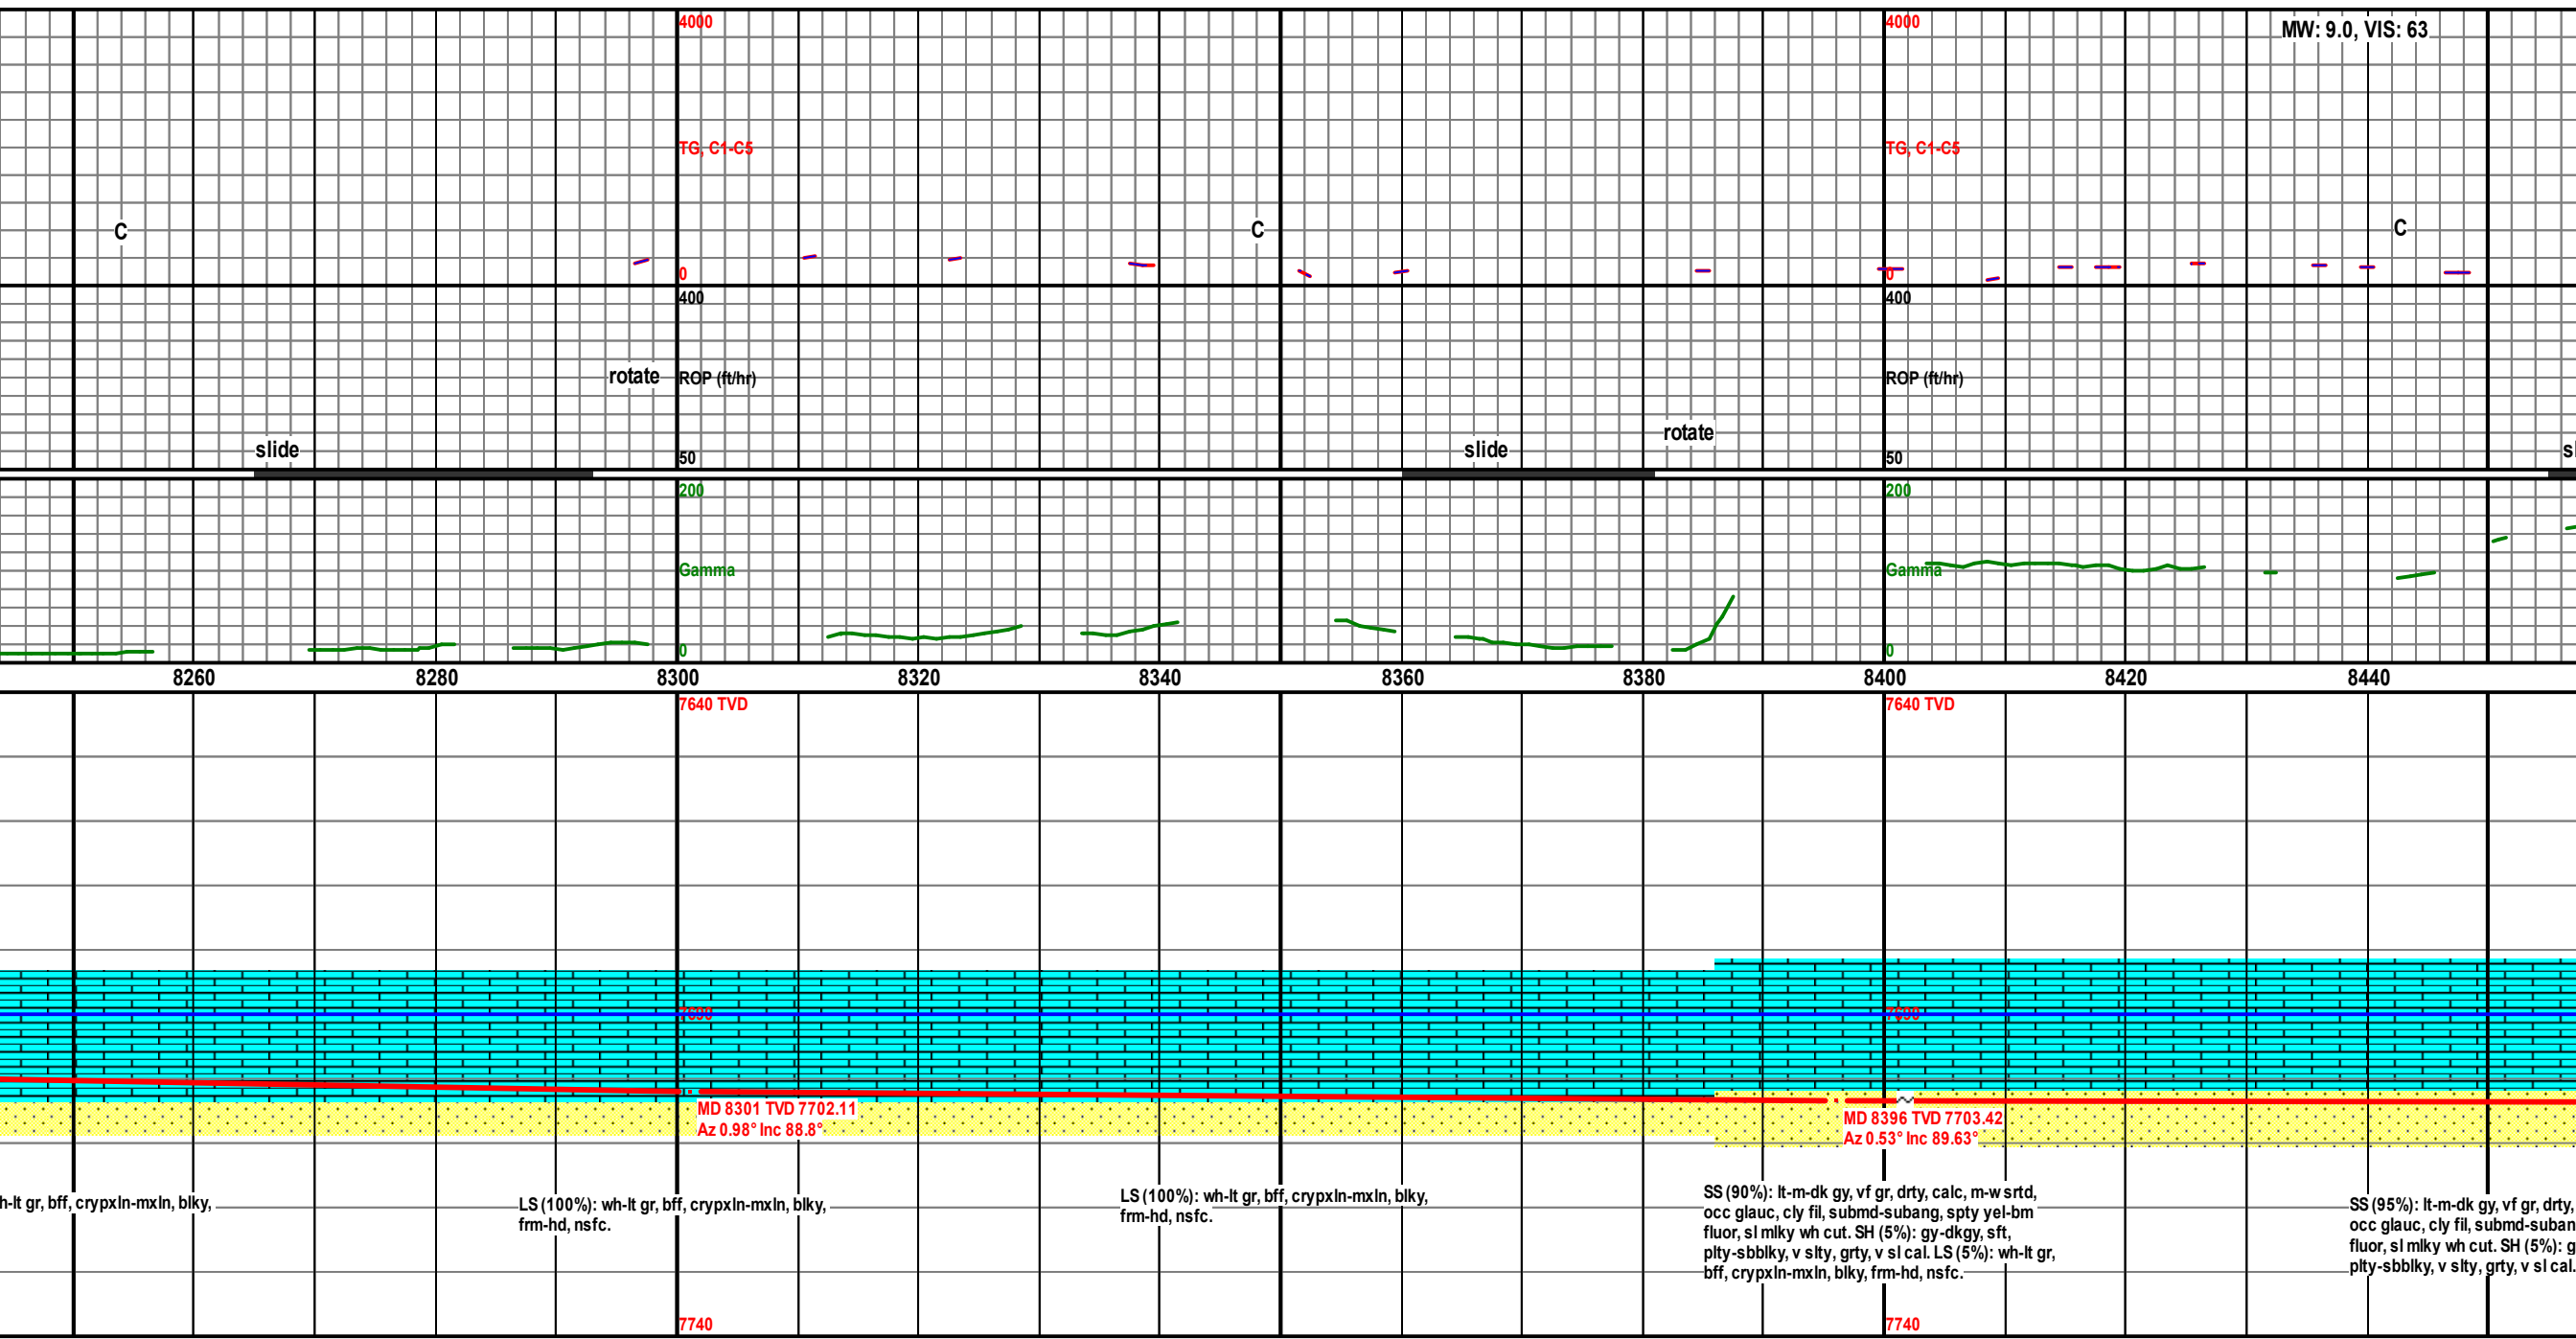 4000
4000
MW: 9.0, VIS: 63
TG, C1-C5
TG, C1-C5
C
C
C
0
0
400
400
rotate
ROP (ft/hr)
ROP (ft/hr)
slide
slide
rotate
50
50
200
200
Gamma
Gamma
0
0
8260
8280
8300
8320
8340
8360
8380
8400
8420
8440
7640 TVD
7640 TVD
7690
7690
MD 8301 TVD 7702.11
Az 0.98° Inc 88.8°
MD 8396 TVD 7703.42
Az 0.53° Inc 89.63°
h-lt gr, bff, crypxln-mxln, blky,
LS (100%): wh-lt gr, bff, crypxln-mxln, blky,
frm-hd, nsfc.
LS (100%): wh-lt gr, bff, crypxln-mxln, blky,
frm-hd, nsfc.
SS (90%): lt-m-dk gy, vf gr, drty, calc, m-w srtd,
occ glauc, cly fil, submd-subang, spty yel-bm
fluor, sl mlky wh cut. SH (5%): gy-dkgy, sft,
plty-sbblky, v slty, grty, v sl cal. LS (5%): wh-lt gr,
bff, crypxln-mxln, blky, frm-hd, nsfc.
SS (95%): lt-m-dk gy, vf gr, drty,
occ glauc, cly fil, submd-suban
fluor, sl mlky wh cut. SH (5%): g
plty-sbblky, v slty, grty, v sl cal.
7740
7740